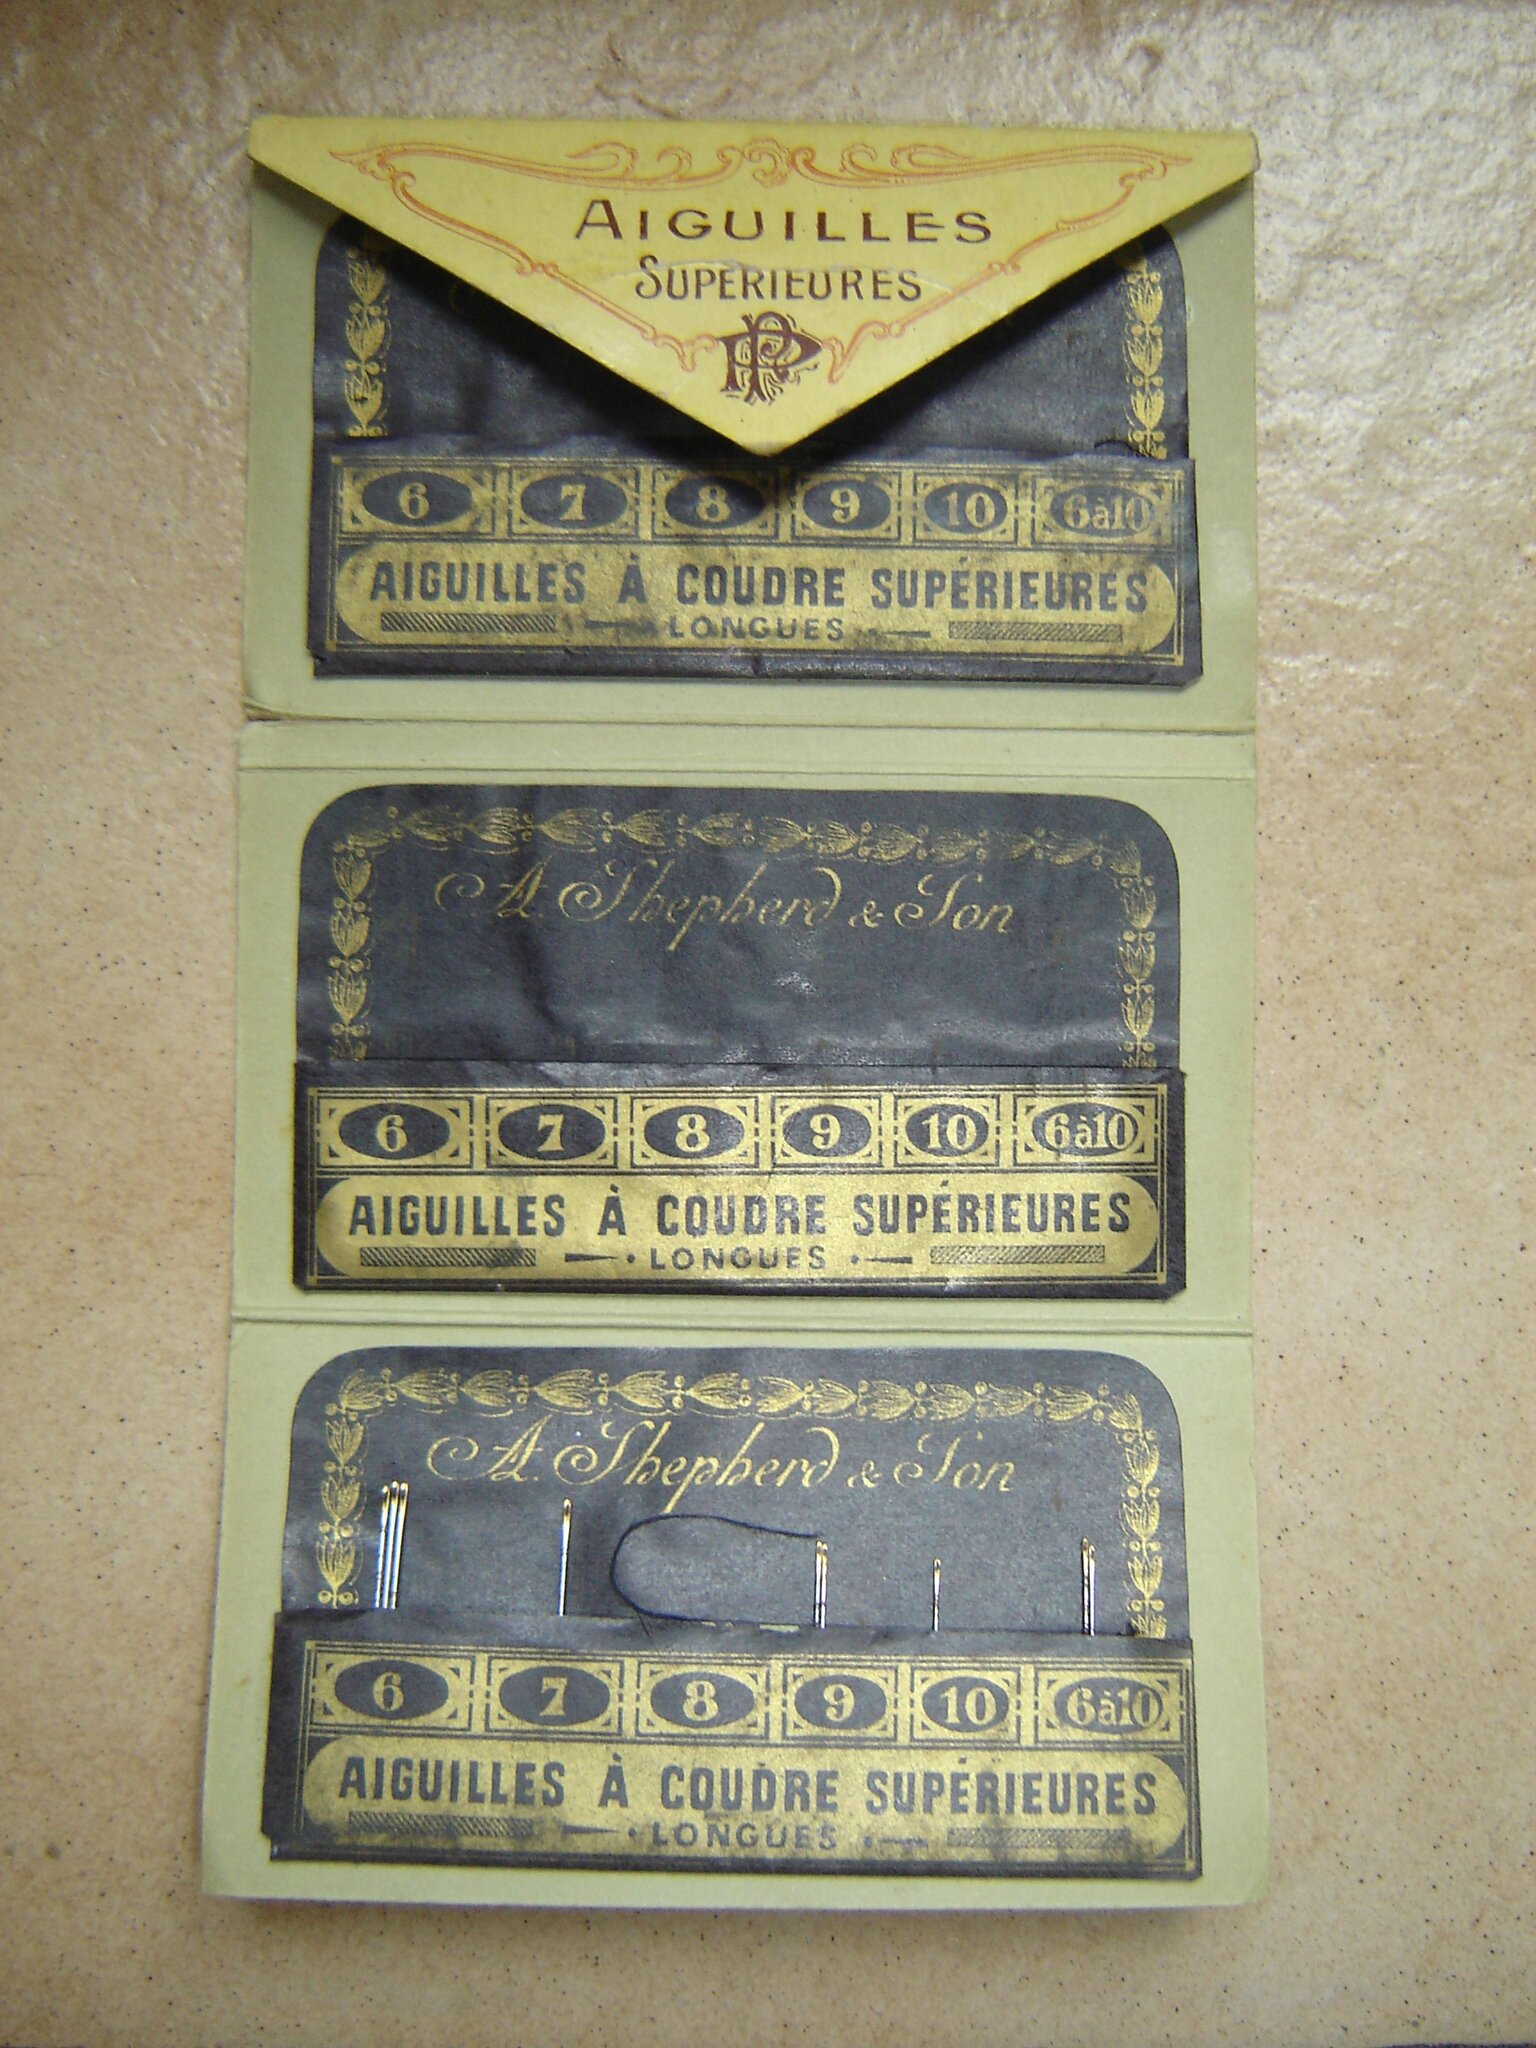 AIGUILLES
SUPERIEURES
6 7 8 9 10 6à10
AIGUILLES À COUDRE SUPÉRIEURES
LONGUES
A. Shepherd & Son
6 7 8 9 10 6à10
AIGUILLES À COUDRE SUPÉRIEURES
LONGUES
A. Shepherd & Son
6 7 8 9 10 6à10
AIGUILLES À COUDRE SUPÉRIEURES
LONGUES